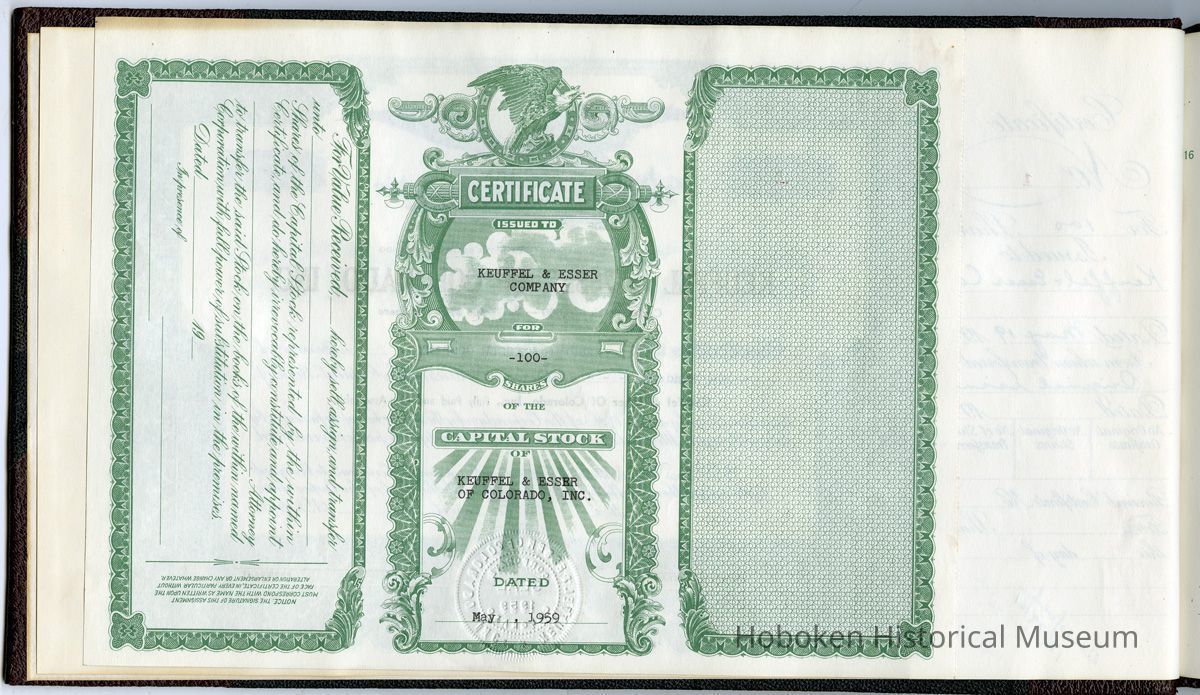 For Value Received, hereby sell, assign, and transfer
unto
Shares of the Capital Stock represented by the within
Certificate, and do hereby irrevocably constitute and appoint
Attorney
to transfer the said Stock on the books of the within named
Corporation with full power of substitution in the premises.
Dated 19
In presence of
NOTICE: THE SIGNATURE OF THIS ASSIGNMENT
MUST CORRESPOND WITH THE NAME AS WRITTEN UPON THE
FACE OF THE CERTIFICATE, IN EVERY PARTICULAR, WITHOUT
ALTERATION OR ENLARGEMENT OR ANY CHANGE WHATEVER.
CERTIFICATE
ISSUED TO
KEUFFEL & ESSER
COMPANY
FOR
-100-
SHARES
OF THE
CAPITAL STOCK
OF
KEUFFEL & ESSER
OF COLORADO, INC.
DATED
May , 1959
16
Hoboken Historical Museum